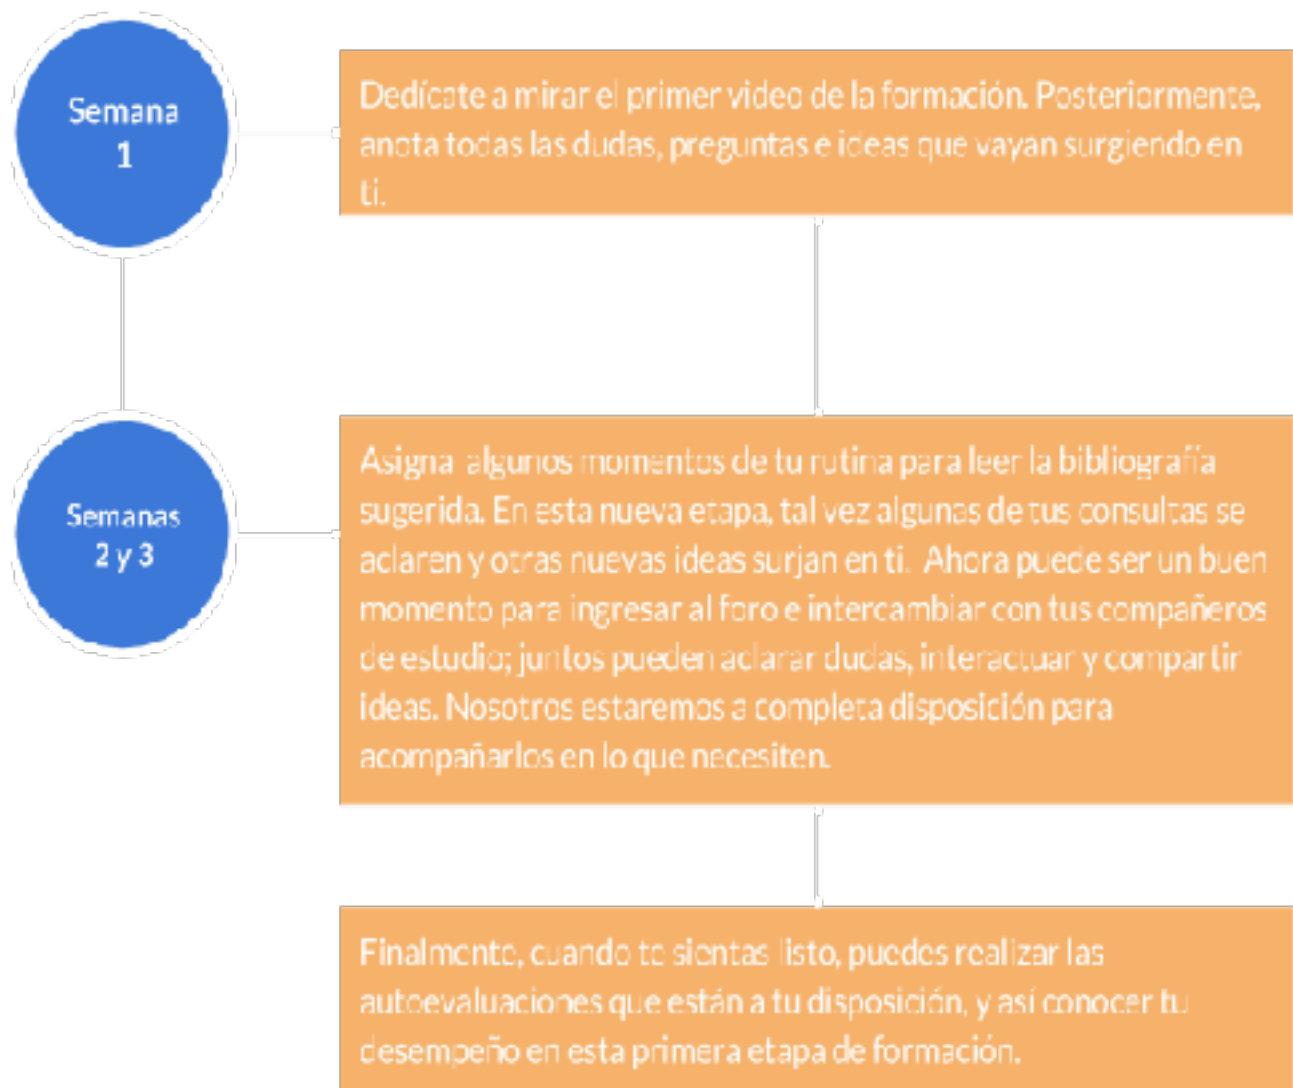 Semana
1
Dedícate a mirar el primer video de la formación. Posteriormente,
anota todas las dudas, preguntas e ideas que vayan surgiendo en
ti.
Semanas
2 y 3
Asigna algunos momentos de tu rutina para leer la bibliografía
sugerida. En esta nueva etapa, tal vez algunas de tus consultas se
aclaren y otras nuevas ideas surjan en ti. Ahora puede ser un buen
momento para ingresar al foro e intercambiar con tus compañeros
de estudio; juntos pueden aclarar dudas, interactuar y compartir
ideas. Nosotros estaremos a completa disposición para
acompañarlos en lo que necesiten.
Finalmente, cuando te sientas listo, puedes realizar las
autoevaluaciones que están a tu disposición, y así conocer tu
desempeño en esta primera etapa de formación.